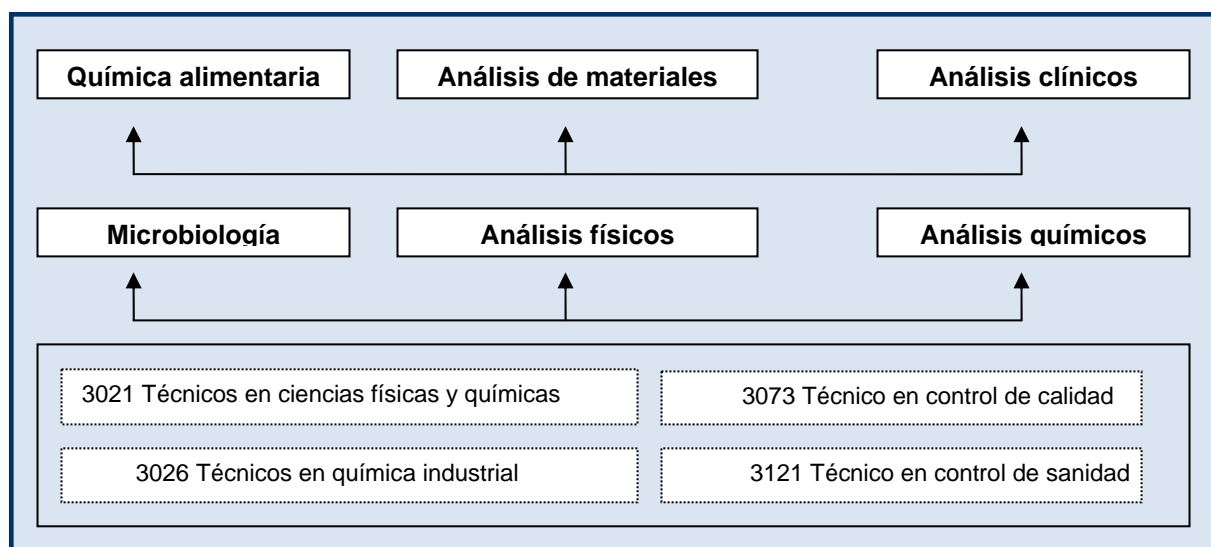 Química alimentaria
Análisis de materiales
Análisis clínicos
Microbiología
Análisis físicos
Análisis químicos
3021 Técnicos en ciencias físicas y químicas
3073 Técnico en control de calidad
3026 Técnicos en química industrial
3121 Técnico en control de sanidad